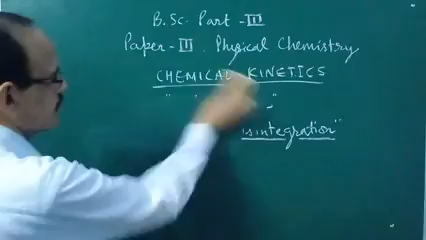 B. Sc. Part - III
Paper - III. Physical Chemistry
CHEMICAL KINETICS
" "
isintegration"